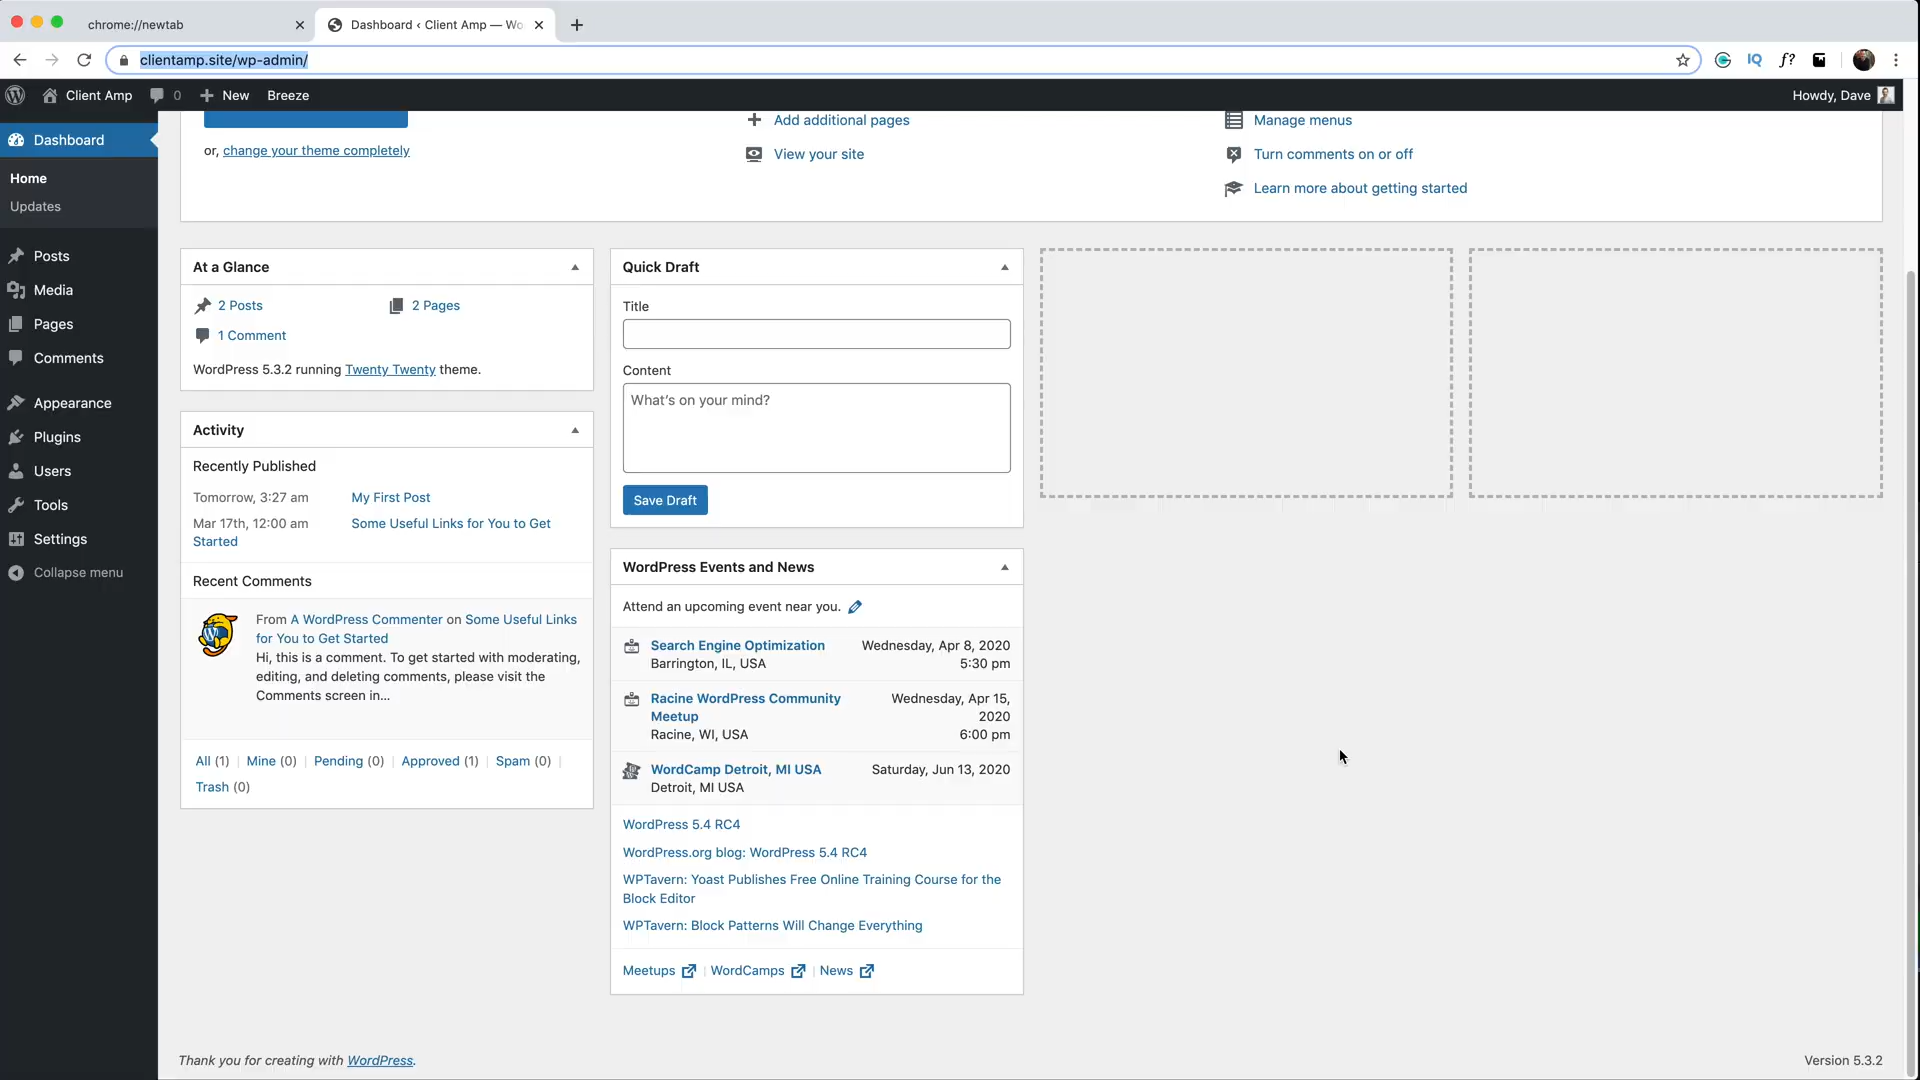 chrome://newtab
Dashboard ‹ Client Amp — Wo
clientamp.site/wp-admin/
IQ
f?
Client Amp
0
New
Breeze
Howdy, Dave
Dashboard
Home
Updates
Posts
Media
Pages
Comments
Appearance
Plugins
Users
Tools
Settings
Collapse menu
or, change your theme completely
Add additional pages
View your site
Manage menus
Turn comments on or off
Learn more about getting started
At a Glance
2 Posts
2 Pages
1 Comment
WordPress 5.3.2 running Twenty Twenty theme.
Activity
Recently Published
Tomorrow, 3:27 am My First Post
Mar 17th, 12:00 am Some Useful Links for You to Get
Started
Recent Comments
From A WordPress Commenter on Some Useful Links
for You to Get Started
Hi, this is a comment. To get started with moderating,
editing, and deleting comments, please visit the
Comments screen in…
All (1) | Mine (0) | Pending (0) | Approved (1) | Spam (0) |
Trash (0)
Quick Draft
Title
Content
What's on your mind?
Save Draft
WordPress Events and News
Attend an upcoming event near you.
Search Engine Optimization Wednesday, Apr 8, 2020
Barrington, IL, USA 5:30 pm
Racine WordPress Community Wednesday, Apr 15,
Meetup 2020
Racine, WI, USA 6:00 pm
WordCamp Detroit, MI USA Saturday, Jun 13, 2020
Detroit, MI USA
WordPress 5.4 RC4
WordPress.org blog: WordPress 5.4 RC4
WPTavern: Yoast Publishes Free Online Training Course for the
Block Editor
WPTavern: Block Patterns Will Change Everything
Meetups | WordCamps | News
Thank you for creating with WordPress.
Version 5.3.2